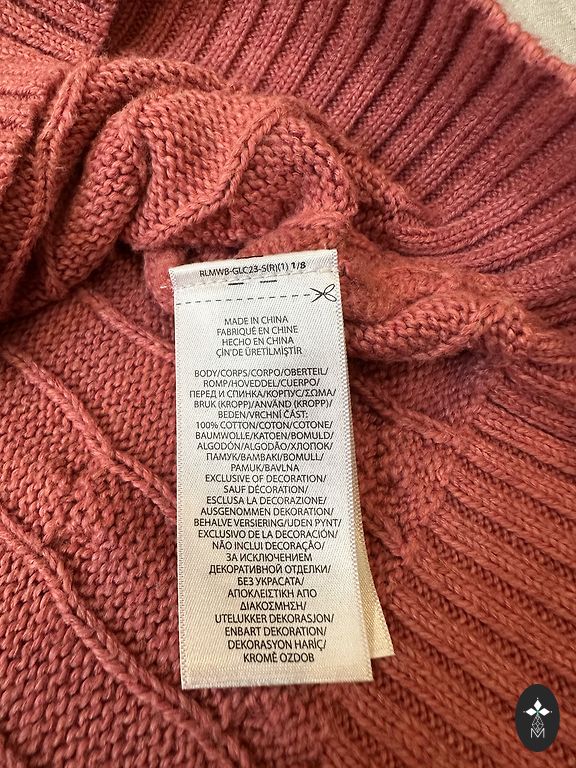 RLMWB-GLC23-S(R)(1) 1/8
MADE IN CHINA
FABRIQUÉ EN CHINE
HECHO EN CHINA
ÇİN'DE ÜRETILMIŞTIR
BODY/CORPS/CORPO/OBERTEIL/
ROMP/HOVEDDEL/CUERPO/
ПЕРЕД И СПИНКА/КОРПУС/ΣΩΜΑ/
BRUK (KROPP)/ANVÄND (KROPP)/
BEDEN/VRCHNÍ ČÁST:
100% COTTON/COTON/COTONE/
BAUMWOLLE/KATOEN/BOMULD/
ALGODÓN/ALGODÃO/ХЛОПОК/
ПАМУК/ΒΑΜΒΑΚΙ/BOMULL/
PAMUK/BAVLNA
EXCLUSIVE OF DECORATION/
SAUF DÉCORATION/
ESCLUSA LA DECORAZIONE/
AUSGENOMMEN DEKORATION/
BEHALVE VERSIERING/UDEN PYNT/
EXCLUSIVO DE LA DECORACIÓN/
NÃO INCLUI DECORAÇÃO/
ЗА ИСКЛЮЧЕНИЕМ
ДЕКОРАТИВНОЙ ОТДЕЛКИ/
БЕЗ УКРАСАТА/
ΑΠΟΚΛΕΙΣΤΙΚΗ ΑΠΟ
ΔΙΑΚΟΣΜΗΣΗ/
UTELUKKER DEKORASJON/
ENBART DEKORATION/
DEKORASYON HARİÇ/
KROMĚ OZDOB
M